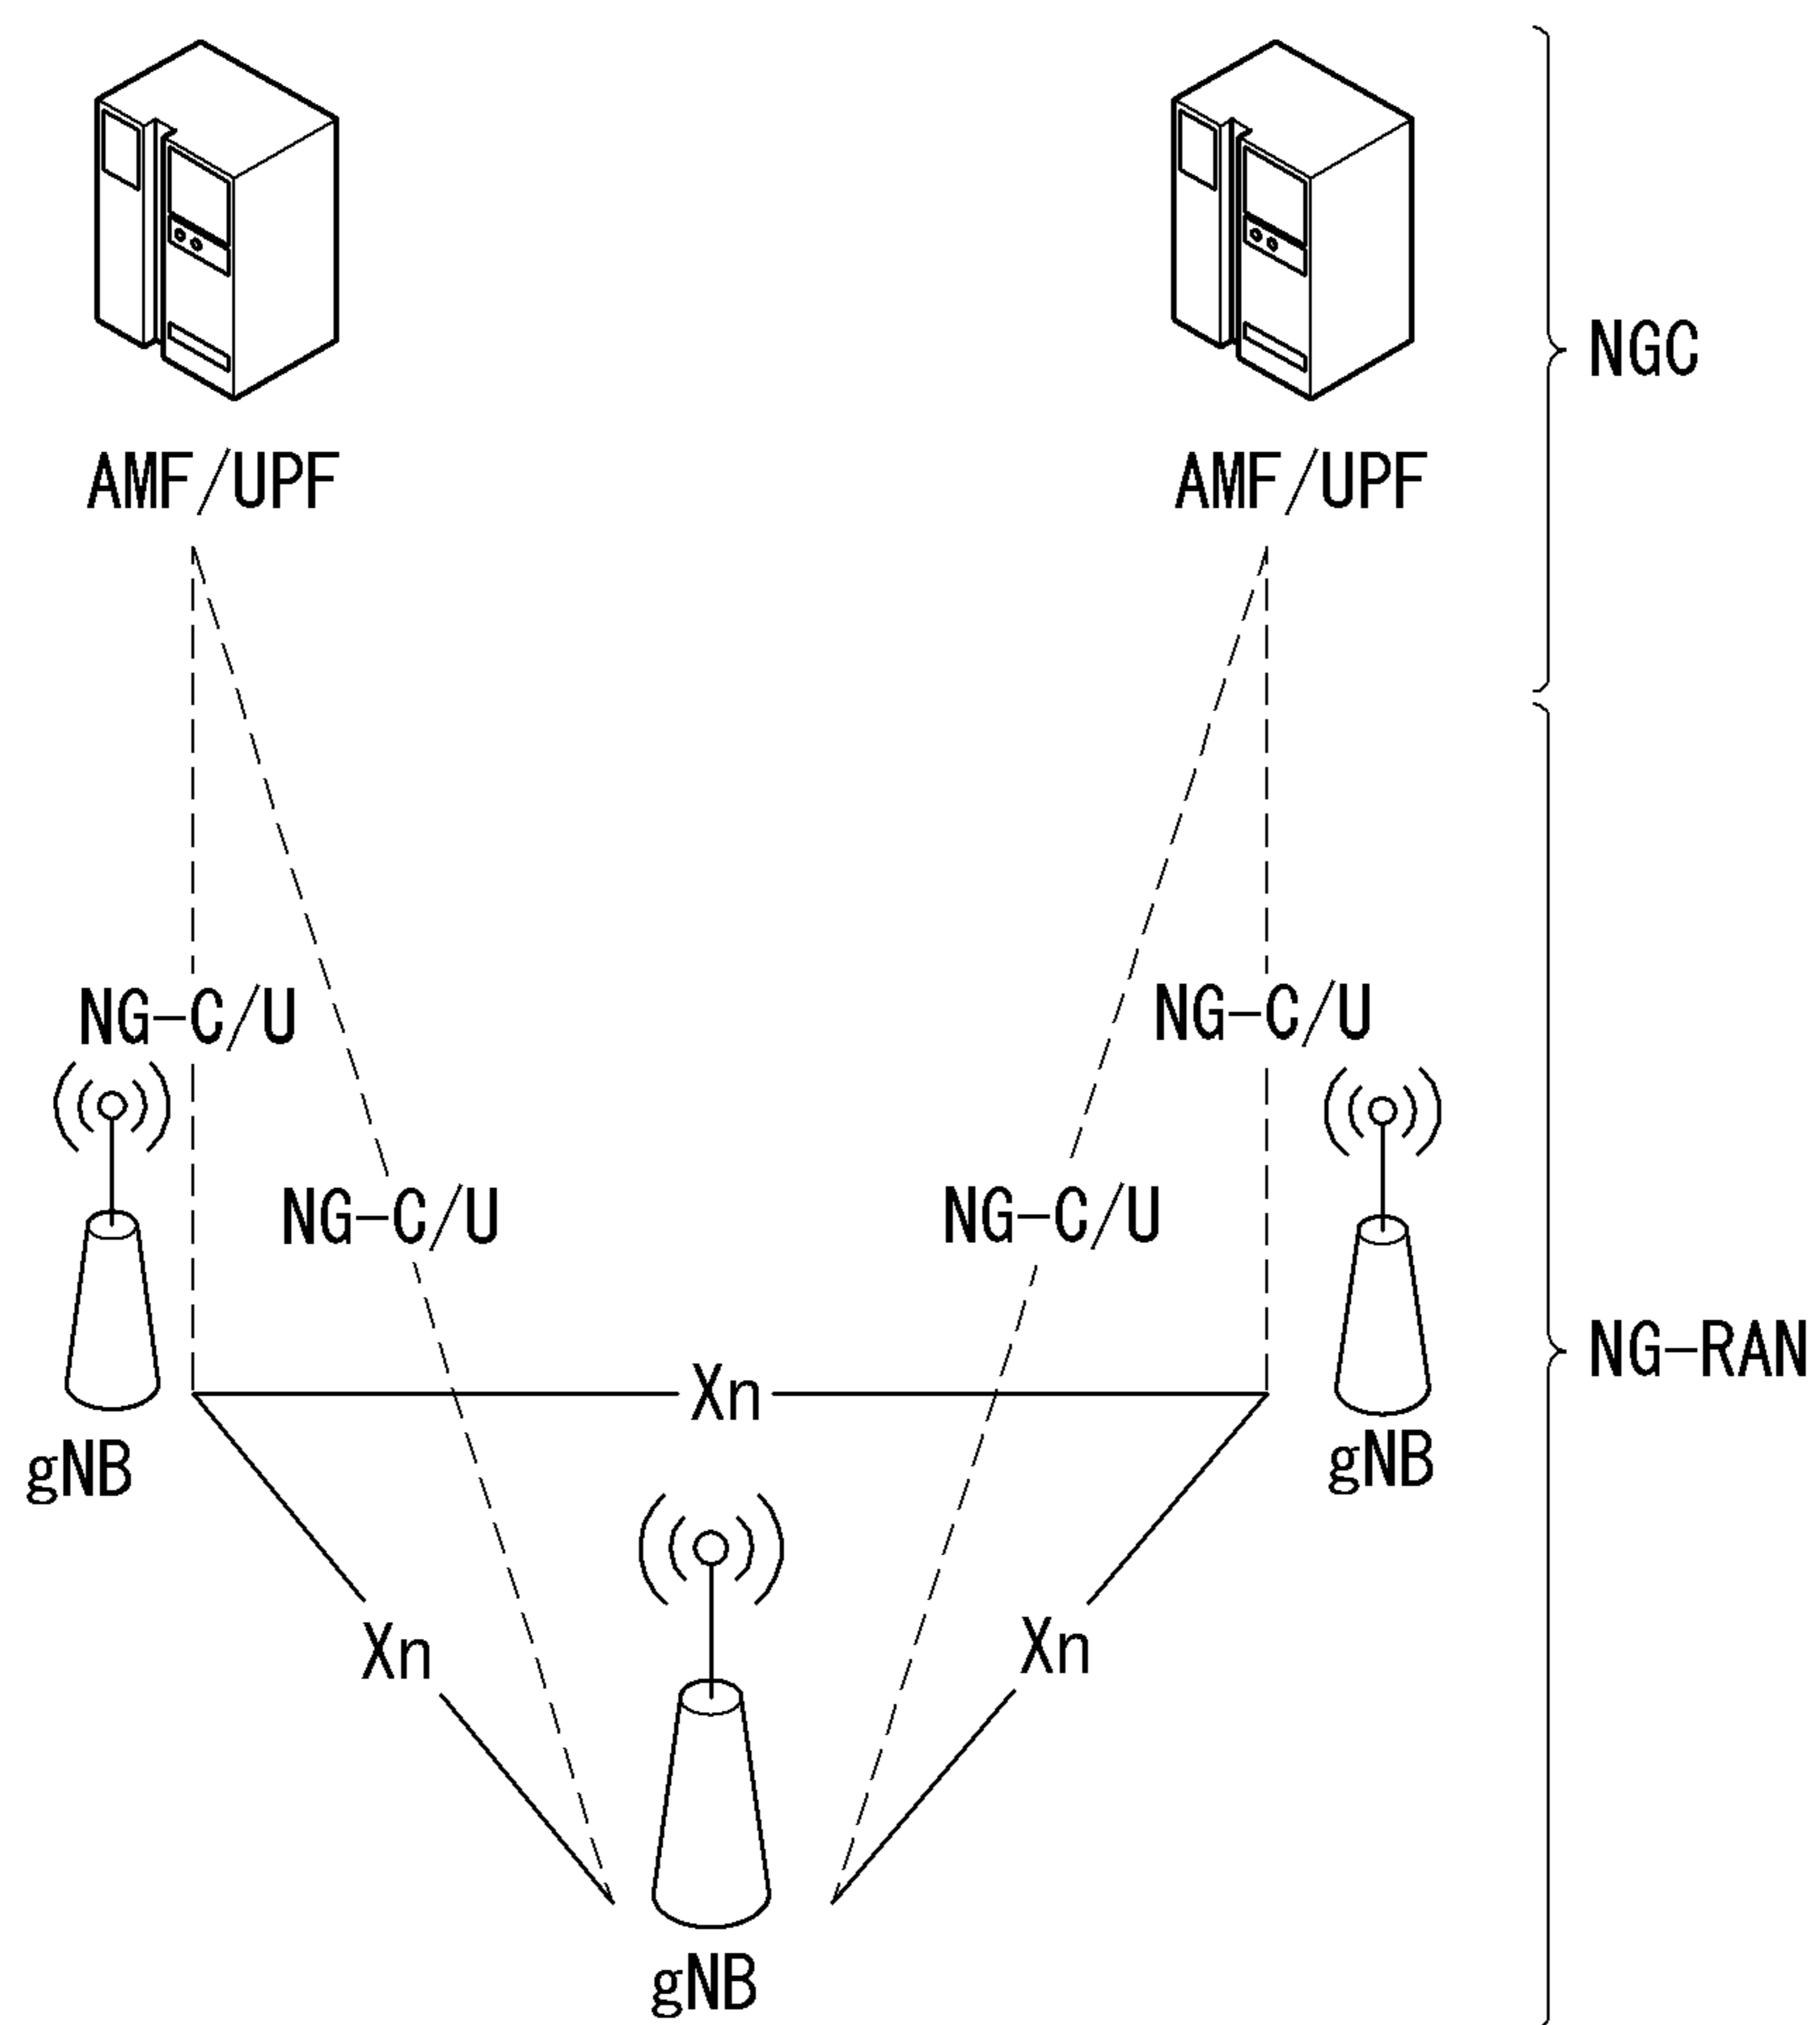 NGC
AMF/UPF
AMF/UPF
NG-C/U
NG-C/U
NG-C/U
NG-C/U
NG-RAN
Xn
gNB
gNB
Xn
Xn
gNB